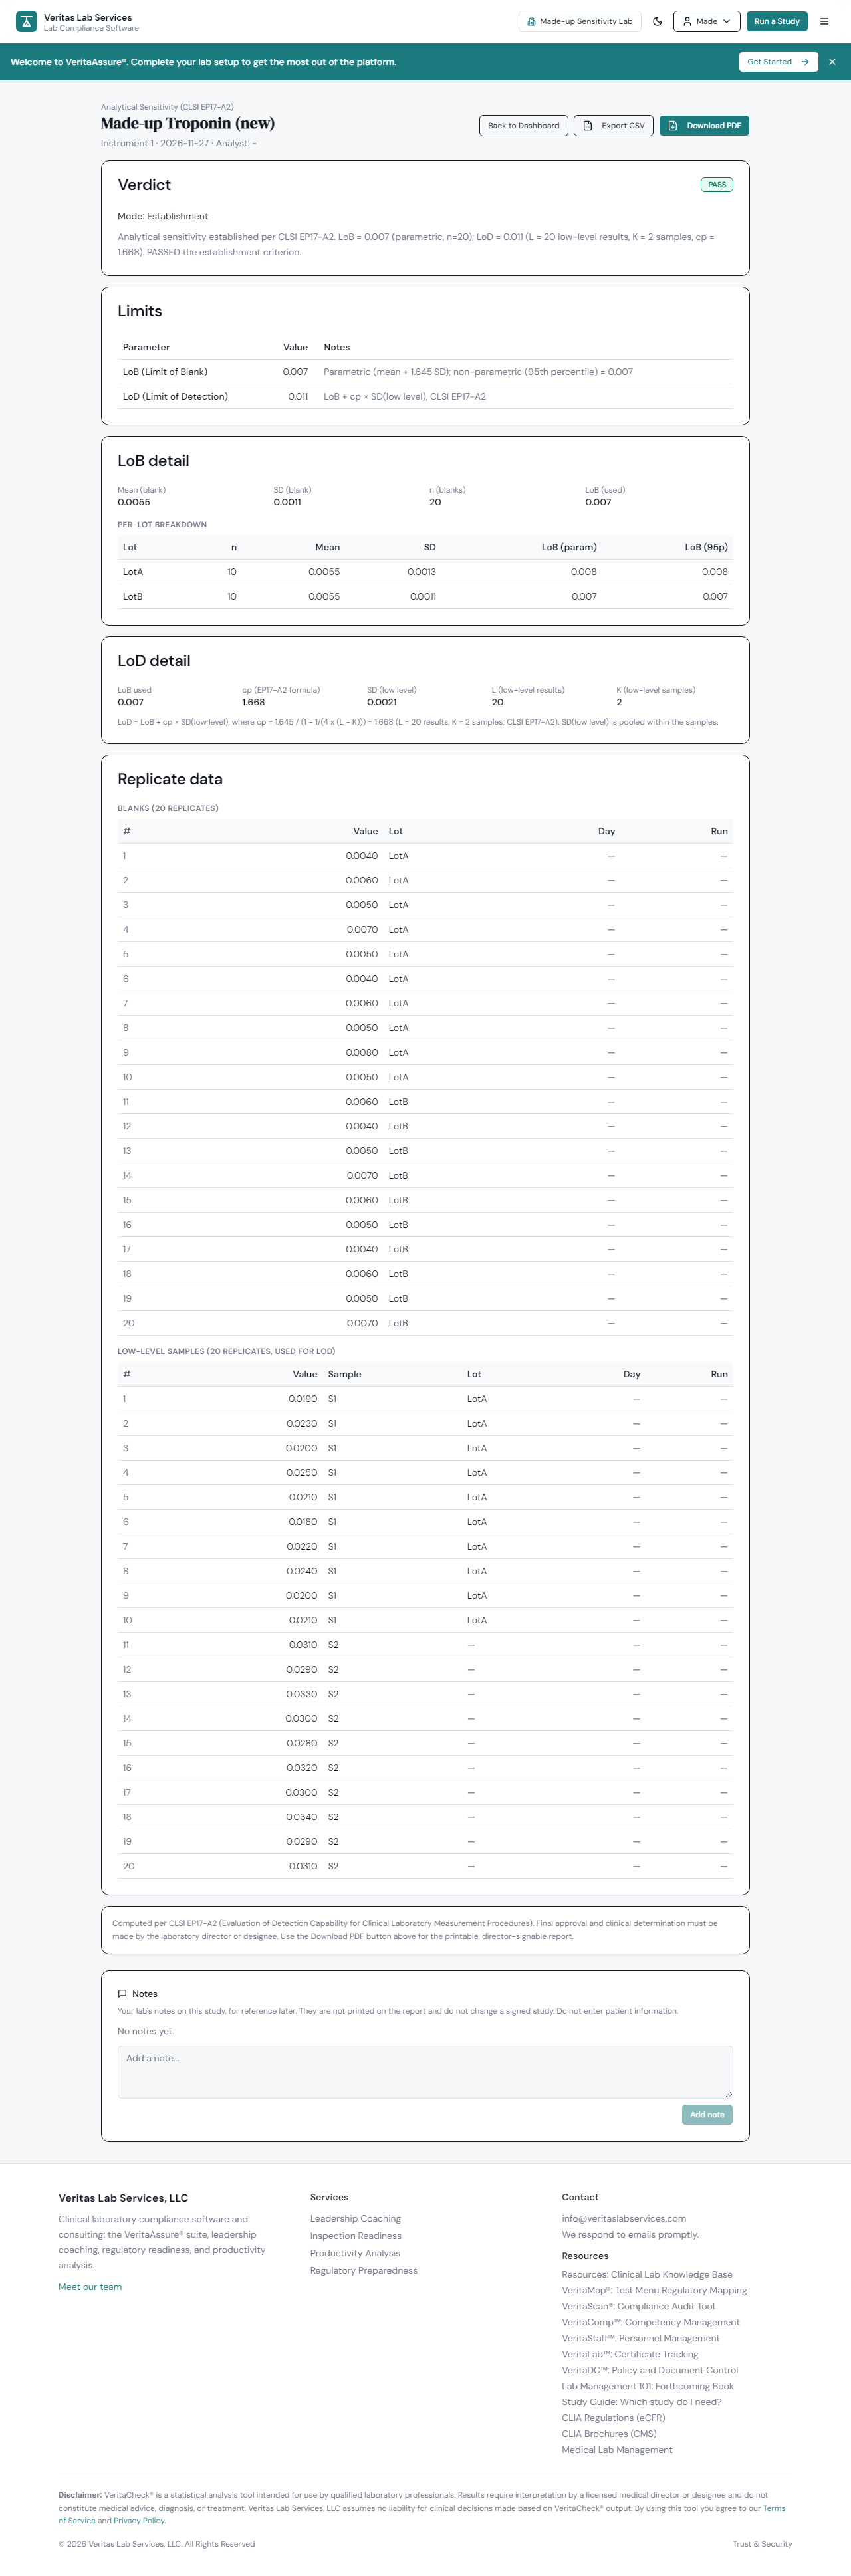 Veritas Lab Services
Lab Compliance Software
Made-up Sensitivity Lab
Made
Run a Study
Welcome to VeritaAssure®. Complete your lab setup to get the most out of the platform.
Get Started
Analytical Sensitivity (CLSI EP17-A2)
Made-up Troponin (new)
Instrument 1 · 2026-11-27 · Analyst: -
Back to Dashboard
Export CSV
Download PDF
Verdict
PASS
Mode: Establishment
Analytical sensitivity established per CLSI EP17-A2. LoB = 0.007 (parametric, n=20); LoD = 0.011 (L = 20 low-level results, K = 2 samples, cp =
1.668). PASSED the establishment criterion.
Limits
Parameter Value Notes
LoB (Limit of Blank) 0.007 Parametric (mean + 1.645·SD); non-parametric (95th percentile) = 0.007
LoD (Limit of Detection) 0.011 LoB + cp × SD(low level), CLSI EP17-A2
LoB detail
Mean (blank) SD (blank) n (blanks) LoB (used)
0.0055 0.0011 20 0.007
PER-LOT BREAKDOWN
Lot n Mean SD LoB (param) LoB (95p)
LotA 10 0.0055 0.0013 0.008 0.008
LotB 10 0.0055 0.0011 0.007 0.007
LoD detail
LoB used cp (EP17-A2 formula) SD (low level) L (low-level results) K (low-level samples)
0.007 1.668 0.0021 20 2
LoD = LoB + cp × SD(low level), where cp = 1.645 / (1 - 1/(4 x (L - K))) = 1.668 (L = 20 results, K = 2 samples; CLSI EP17-A2). SD(low level) is pooled within the samples.
Replicate data
BLANKS (20 REPLICATES)
# Value Lot Day Run
1 0.0040 LotA — —
2 0.0060 LotA — —
3 0.0050 LotA — —
4 0.0070 LotA — —
5 0.0050 LotA — —
6 0.0040 LotA — —
7 0.0060 LotA — —
8 0.0050 LotA — —
9 0.0080 LotA — —
10 0.0050 LotA — —
11 0.0060 LotB — —
12 0.0040 LotB — —
13 0.0050 LotB — —
14 0.0070 LotB — —
15 0.0060 LotB — —
16 0.0050 LotB — —
17 0.0040 LotB — —
18 0.0060 LotB — —
19 0.0050 LotB — —
20 0.0070 LotB — —
LOW-LEVEL SAMPLES (20 REPLICATES, USED FOR LOD)
# Value Sample Lot Day Run
1 0.0190 S1 LotA — —
2 0.0230 S1 LotA — —
3 0.0200 S1 LotA — —
4 0.0250 S1 LotA — —
5 0.0210 S1 LotA — —
6 0.0180 S1 LotA — —
7 0.0220 S1 LotA — —
8 0.0240 S1 LotA — —
9 0.0200 S1 LotA — —
10 0.0210 S1 LotA — —
11 0.0310 S2 — — —
12 0.0290 S2 — — —
13 0.0330 S2 — — —
14 0.0300 S2 — — —
15 0.0280 S2 — — —
16 0.0320 S2 — — —
17 0.0300 S2 — — —
18 0.0340 S2 — — —
19 0.0290 S2 — — —
20 0.0310 S2 — — —
Computed per CLSI EP17-A2 (Evaluation of Detection Capability for Clinical Laboratory Measurement Procedures). Final approval and clinical determination must be
made by the laboratory director or designee. Use the Download PDF button above for the printable, director-signable report.
Notes
Your lab's notes on this study, for reference later. They are not printed on the report and do not change a signed study. Do not enter patient information.
No notes yet.
Add a note...
Add note
Veritas Lab Services, LLC
Clinical laboratory compliance software and
consulting: the VeritaAssure® suite, leadership
coaching, regulatory readiness, and productivity
analysis.
Meet our team
Services
Leadership Coaching
Inspection Readiness
Productivity Analysis
Regulatory Preparedness
Contact
info@veritaslabservices.com
We respond to emails promptly.
Resources
Resources: Clinical Lab Knowledge Base
VeritaMap®: Test Menu Regulatory Mapping
VeritaScan®: Compliance Audit Tool
VeritaComp™: Competency Management
VeritaStaff™: Personnel Management
VeritaLab™: Certificate Tracking
VeritaDC™: Policy and Document Control
Lab Management 101: Forthcoming Book
Study Guide: Which study do I need?
CLIA Regulations (eCFR)
CLIA Brochures (CMS)
Medical Lab Management
Disclaimer: VeritaCheck® is a statistical analysis tool intended for use by qualified laboratory professionals. Results require interpretation by a licensed medical director or designee and do not
constitute medical advice, diagnosis, or treatment. Veritas Lab Services, LLC assumes no liability for clinical decisions made based on VeritaCheck® output. By using this tool you agree to our Terms
of Service and Privacy Policy.
© 2026 Veritas Lab Services, LLC. All Rights Reserved
Trust & Security